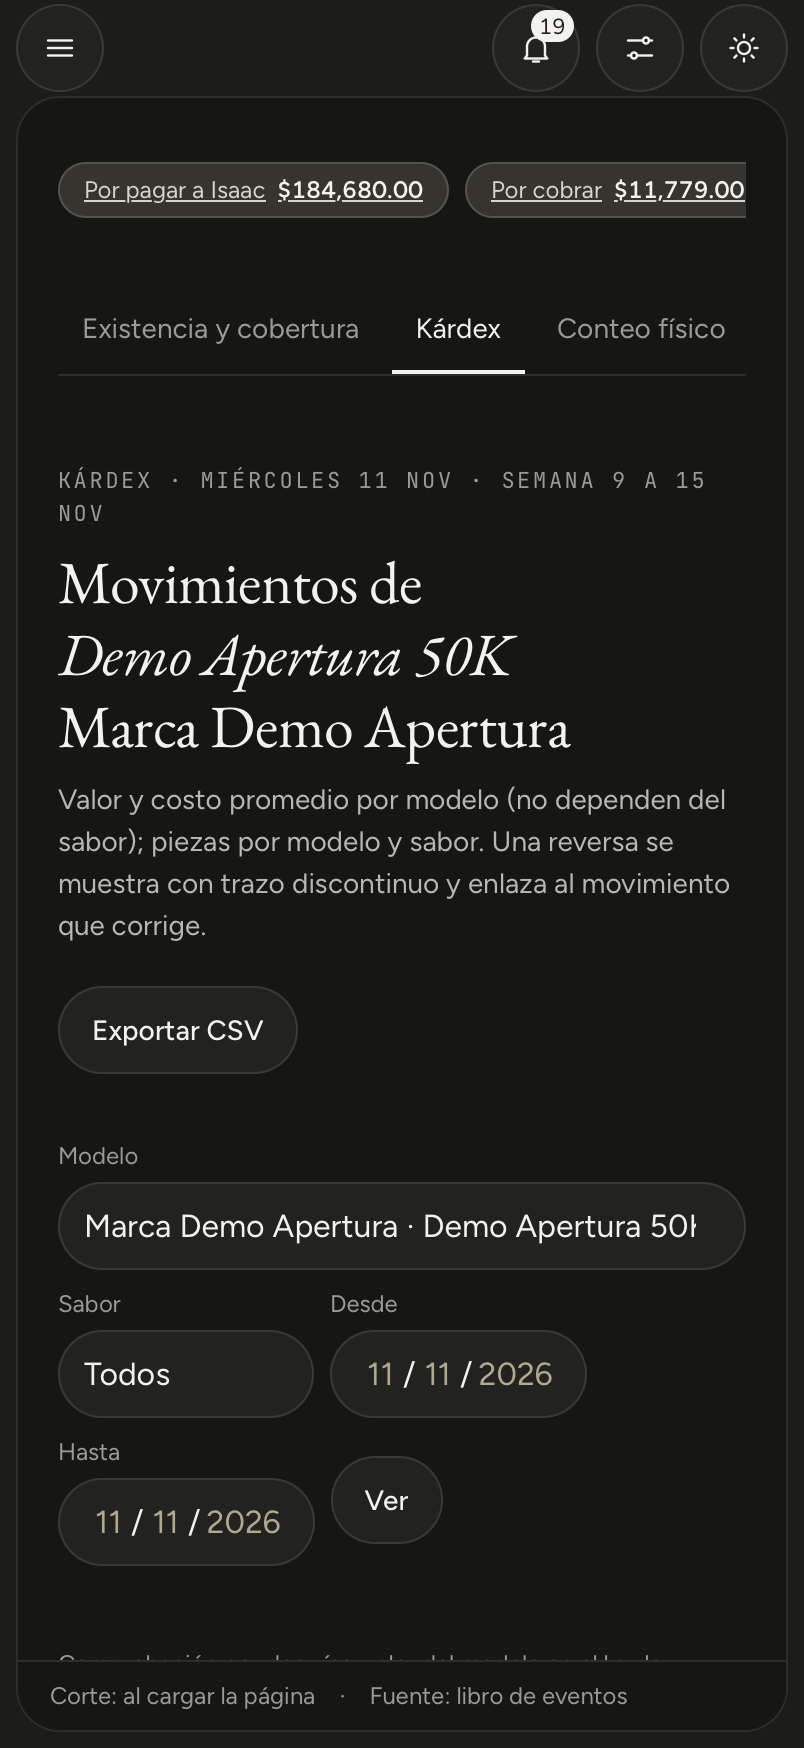 19
Por pagar a Isaac $184,680.00 Por cobrar $11,779.00
Existencia y cobertura Kárdex Conteo físico
KÁRDEX · MIÉRCOLES 11 NOV · SEMANA 9 A 15
NOV
Movimientos de
Demo Apertura 50K
Marca Demo Apertura
Valor y costo promedio por modelo (no dependen del
sabor); piezas por modelo y sabor. Una reversa se
muestra con trazo discontinuo y enlaza al movimiento
que corrige.
Exportar CSV
Modelo
Marca Demo Apertura · Demo Apertura 50K
Sabor Desde
Todos 11 / 11 / 2026
Hasta
11 / 11 / 2026 Ver
Corte: al cargar la página · Fuente: libro de eventos